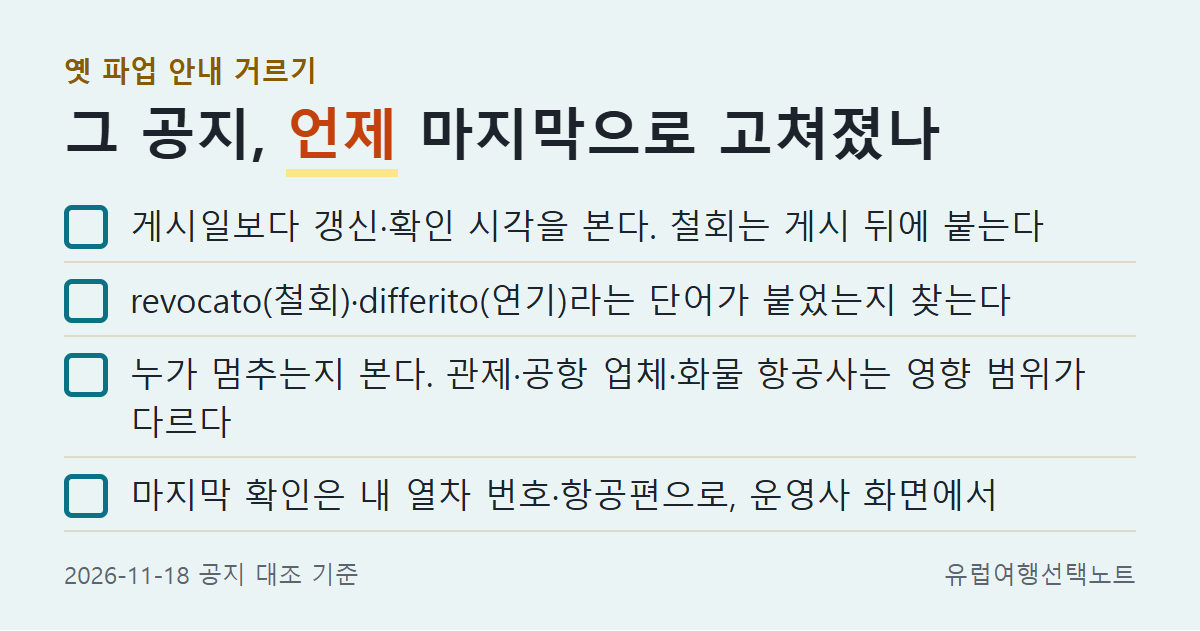 옛 파업 안내 거르기
그 공지, 언제 마지막으로 고쳐졌나
게시일보다 갱신·확인 시각을 본다. 철회는 게시 뒤에 붙는다
revocato(철회)·differito(연기)라는 단어가 붙었는지 찾는다
누가 멈추는지 본다. 관제·공항 업체·화물 항공사는 영향 범위가
다르다
마지막 확인은 내 열차 번호·항공편으로, 운영사 화면에서
2026-11-18 공지 대조 기준
유럽여행선택노트